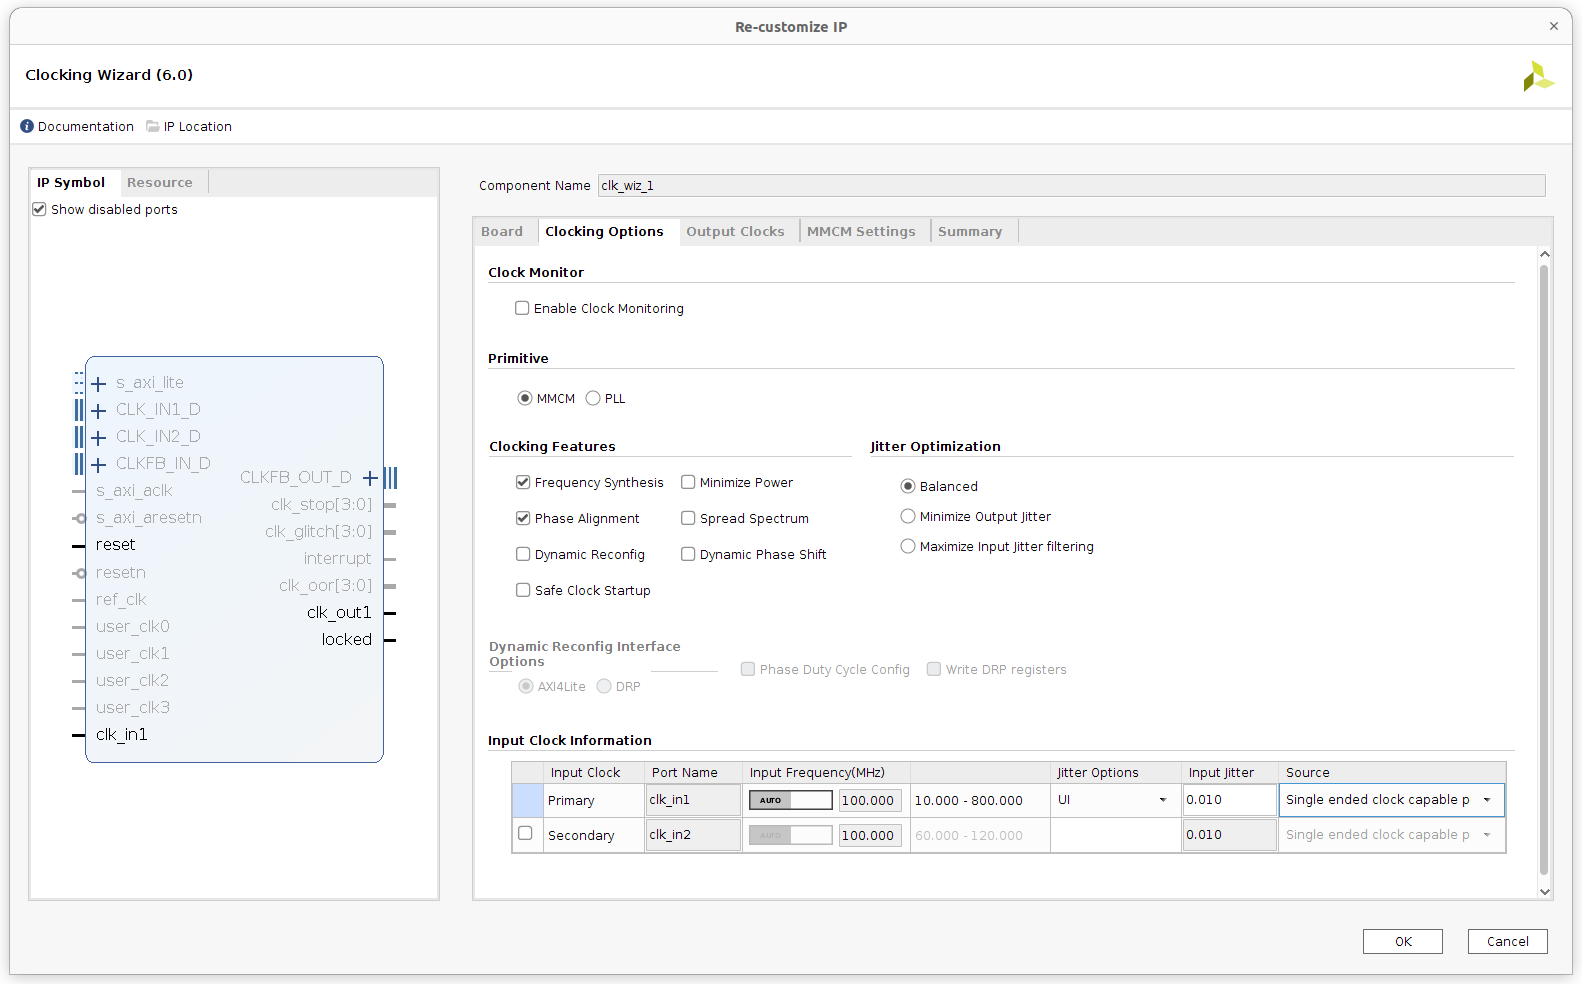 Re-customize IP
Clocking Wizard (6.0)
Documentation IP Location
IP Symbol Resource
Show disabled ports
s_axi_lite
CLK_IN1_D
CLK_IN2_D
CLKFB_IN_D
s_axi_aclk
s_axi_aresetn
reset
resetn
ref_clk
user_clk0
user_clk1
user_clk2
user_clk3
clk_in1
CLKFB_OUT_D
clk_stop[3:0]
clk_glitch[3:0]
interrupt
clk_oor[3:0]
clk_out1
locked
Component Name clk_wiz_1
Board Clocking Options Output Clocks MMCM Settings Summary
Clock Monitor
Enable Clock Monitoring
Primitive
MMCM PLL
Clocking Features
Frequency Synthesis Minimize Power
Phase Alignment Spread Spectrum
Dynamic Reconfig Dynamic Phase Shift
Safe Clock Startup
Jitter Optimization
Balanced
Minimize Output Jitter
Maximize Input Jitter filtering
Dynamic Reconfig Interface
Options
AXI4Lite DRP
Phase Duty Cycle Config Write DRP registers
Input Clock Information
Input Clock Port Name Input Frequency(MHz) Jitter Options Input Jitter Source
Primary clk_in1 AUTO 100.000 10.000 - 800.000 UI 0.010 Single ended clock capable p
Secondary clk_in2 AUTO 100.000 60.000 - 120.000 0.010 Single ended clock capable p
OK Cancel